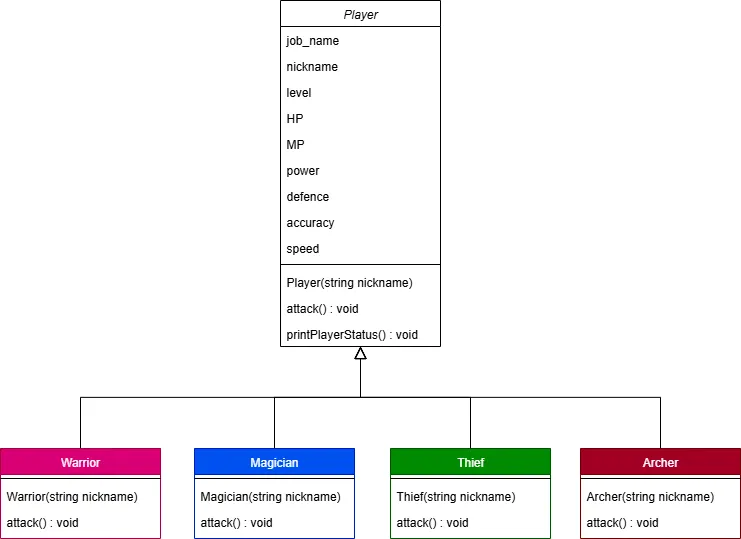 Player
job_name
nickname
level
HP
MP
power
defence
accuracy
speed
Player(string nickname)
attack() : void
printPlayerStatus() : void
Warrior
Warrior(string nickname)
attack() : void
Magician
Magician(string nickname)
attack() : void
Thief
Thief(string nickname)
attack() : void
Archer
Archer(string nickname)
attack() : void